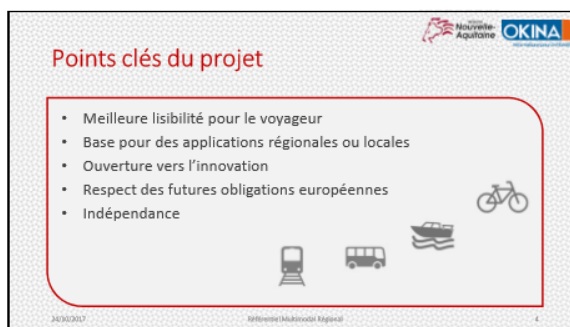 Nouvelle-
Aquitaine
OKINA
Points clés du projet
• Meilleure lisibilité pour le voyageur
• Base pour des applications régionales ou locales
• Ouverture vers l'innovation
• Respect des futures obligations européennes
• Indépendance
24/10/2017
Référentiel Multimodal Régional
4